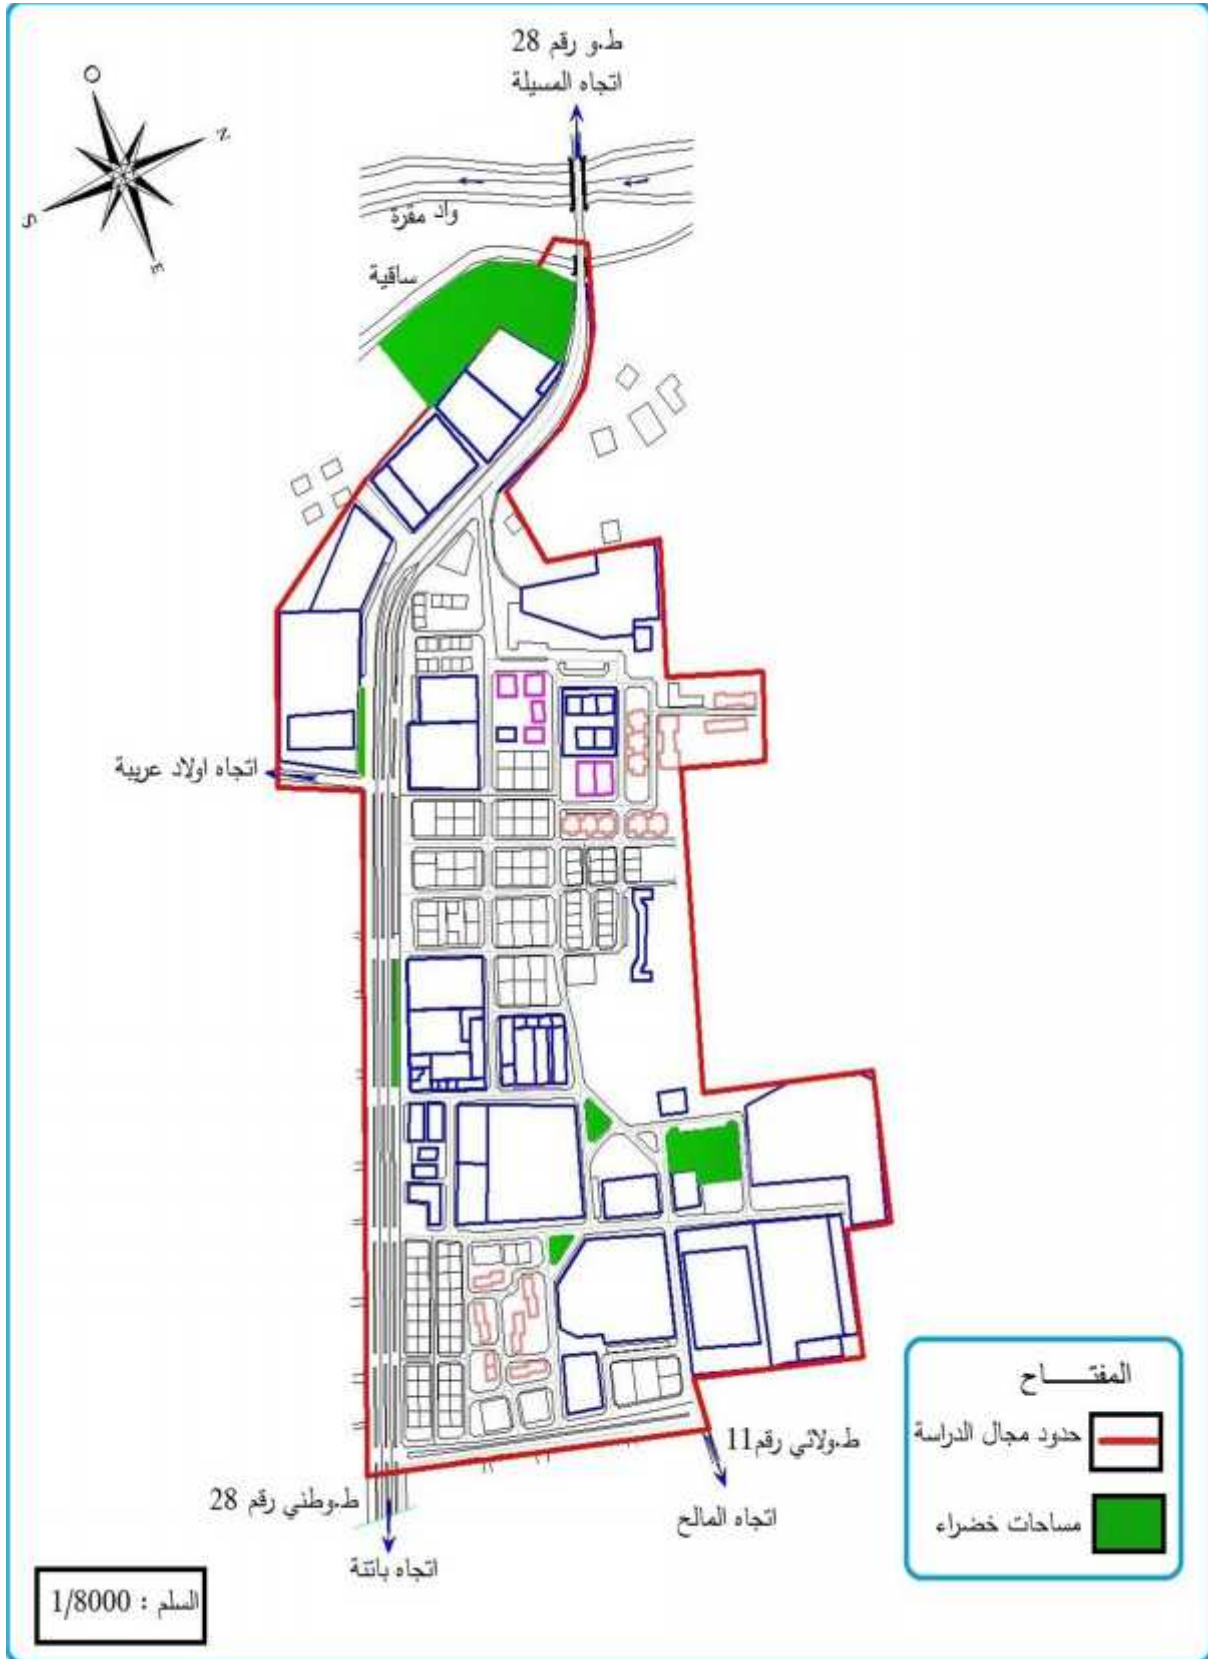 ط.و رقم 28
اتجاه المسيلة
O
N
S
E
واد مقرة
ساقية
اتجاه اولاد عريبة
ط.ولائي رقم11
اتجاه المالح
ط.وطني رقم 28
اتجاه باتنة
المفتـــــاح
حدود مجال الدراسة
مساحات خضراء
السلم : 1/8000